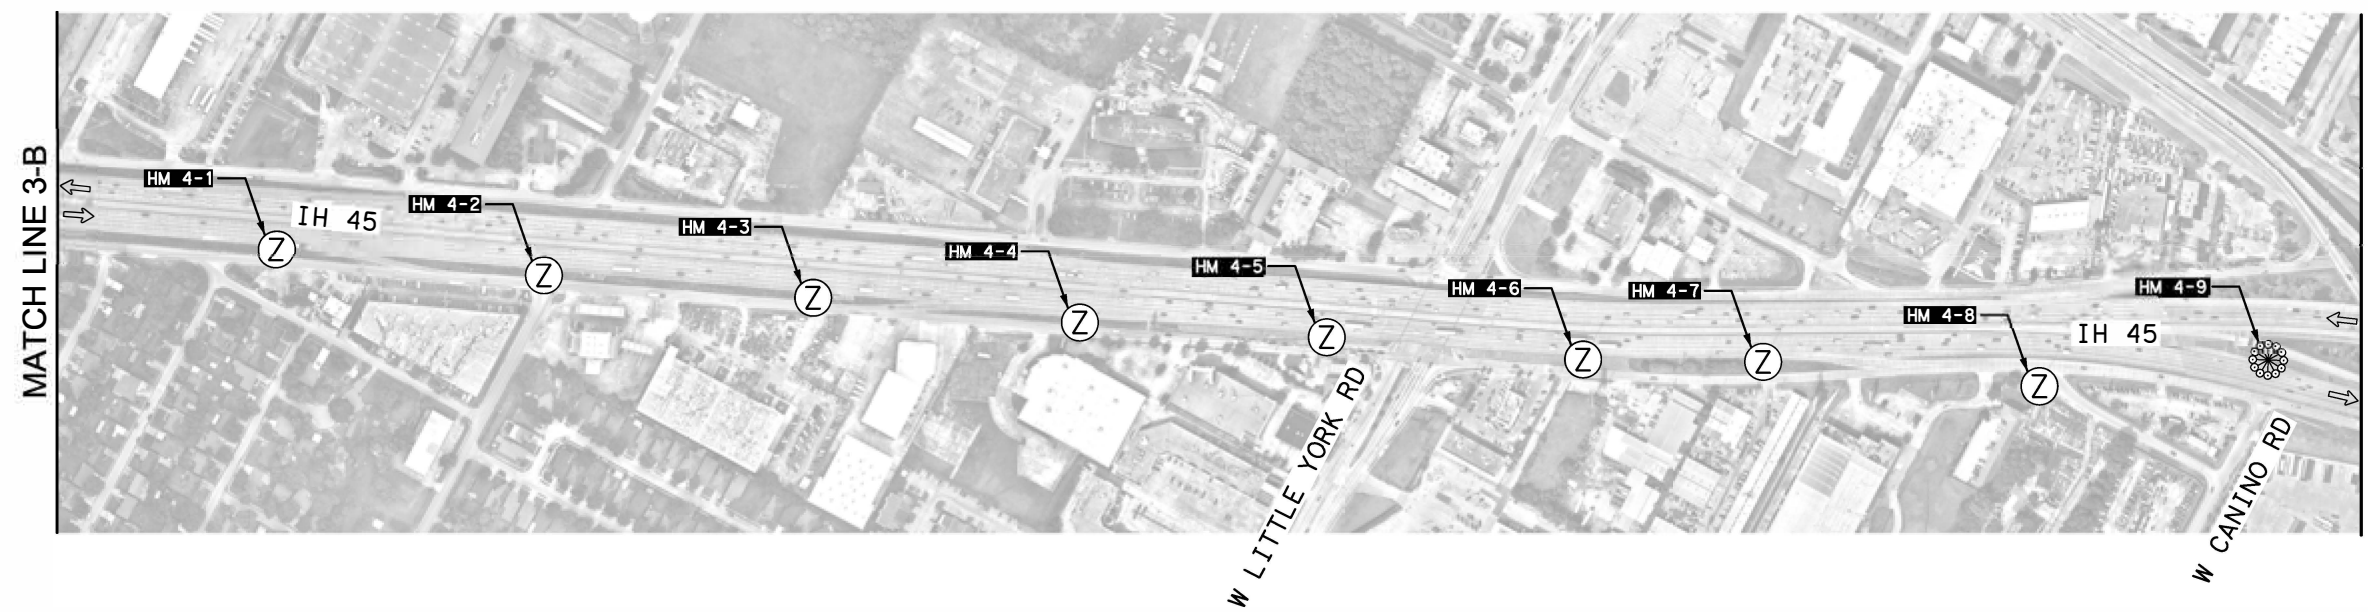 MATCH LINE 3-B
HM 4-1
HM 4-2
HM 4-3
HM 4-4
HM 4-5
HM 4-6
HM 4-7
HM 4-8
HM 4-9
IH 45
IH 45
Z
Z
Z
Z
Z
Z
Z
Z
W LITTLE YORK RD
W CANINO RD